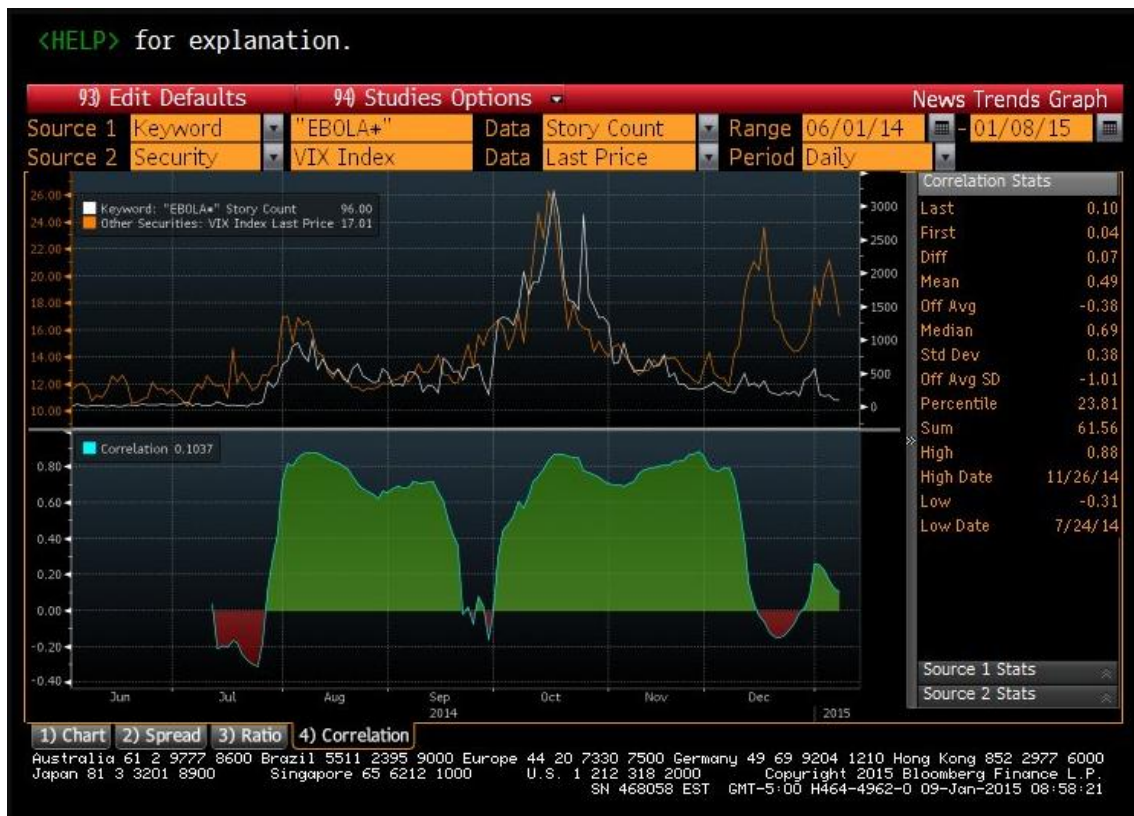 <HELP> for explanation.
93) Edit Defaults 94) Studies Options News Trends Graph
Source 1 Keyword "EBOLA*" Data Story Count Range 06/01/14 - 01/08/15
Source 2 Security VIX Index Data Last Price Period Daily
Correlation Stats
Keyword: "EBOLA*" Story Count 96.00
Other Securities: VIX Index Last Price 17.01
26.00
24.00
22.00
20.00
18.00
16.00
14.00
12.00
10.00
3000
2500
2000
1500
1000
500
0
Last 0.10
First 0.04
Diff 0.07
Mean 0.49
Off Avg -0.38
Median 0.69
Std Dev 0.38
Off Avg SD -1.01
Percentile 23.81
Sum 61.56
High 0.88
High Date 11/26/14
Low -0.31
Low Date 7/24/14
Correlation 0.1037
0.80
0.60
0.40
0.20
0.00
-0.20
-0.40
Jun Jul Aug Sep Oct Nov Dec
2014 2015
Source 1 Stats
Source 2 Stats
1) Chart 2) Spread 3) Ratio 4) Correlation
Australia 61 2 9777 8600 Brazil 5511 2395 9000 Europe 44 20 7330 7500 Germany 49 69 9204 1210 Hong Kong 852 2977 6000
Japan 81 3 3201 8900 Singapore 65 6212 1000 U.S. 1 212 318 2000 Copyright 2015 Bloomberg Finance L.P.
SN 468058 EST GMT-5:00 H464-4962-0 09-Jan-2015 08:58:21